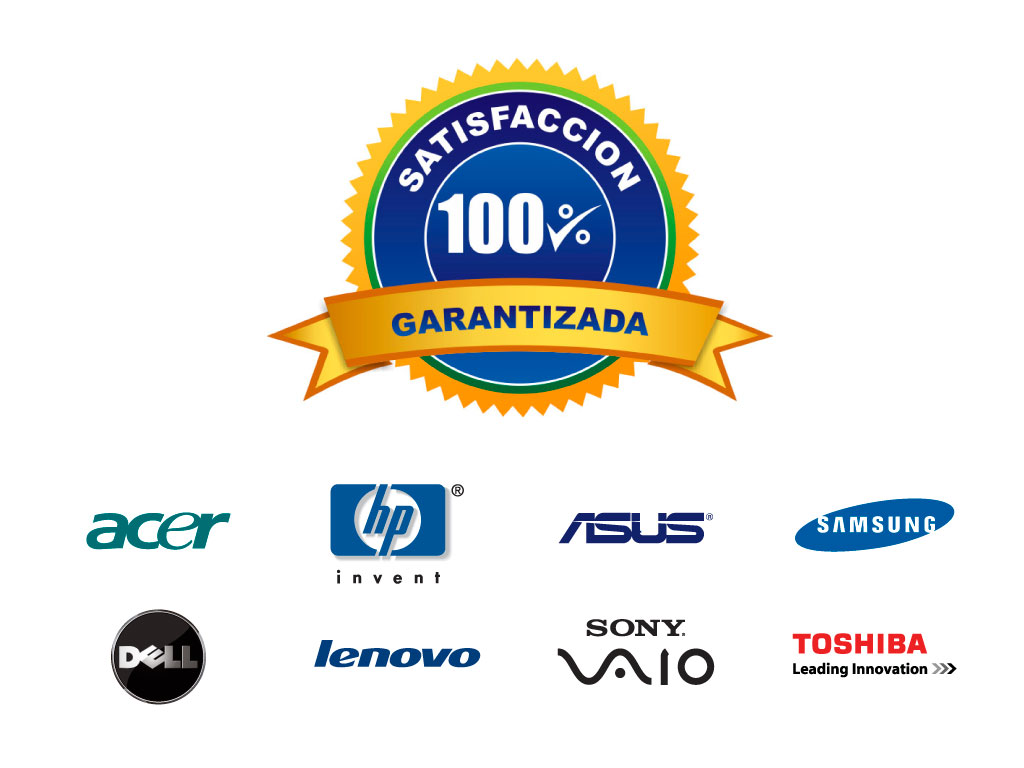 SATISFACCION
100%
GARANTIZADA
acer
hp®
invent
ASUS®
SAMSUNG
DELL
lenovo
SONY.
VAIO
TOSHIBA
Leading Innovation >>>